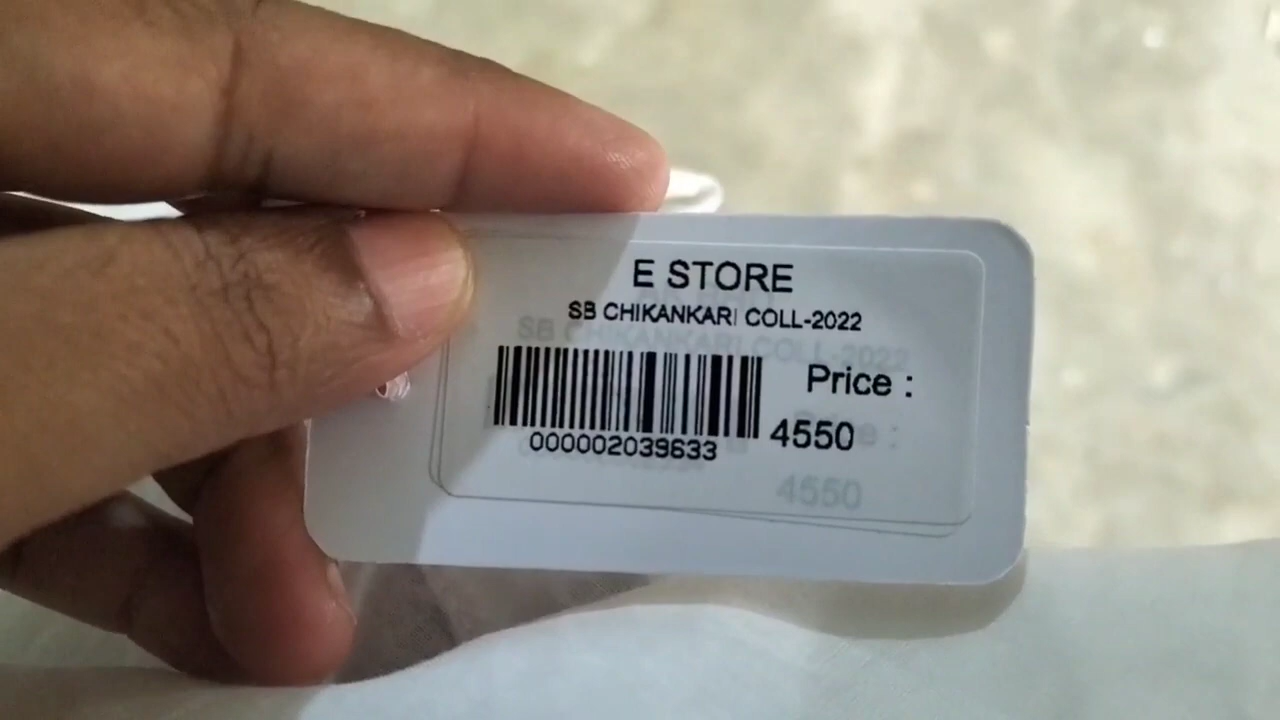 E STORE
SB CHIKANKARI COLL-2022
Price :
4550
000002039633